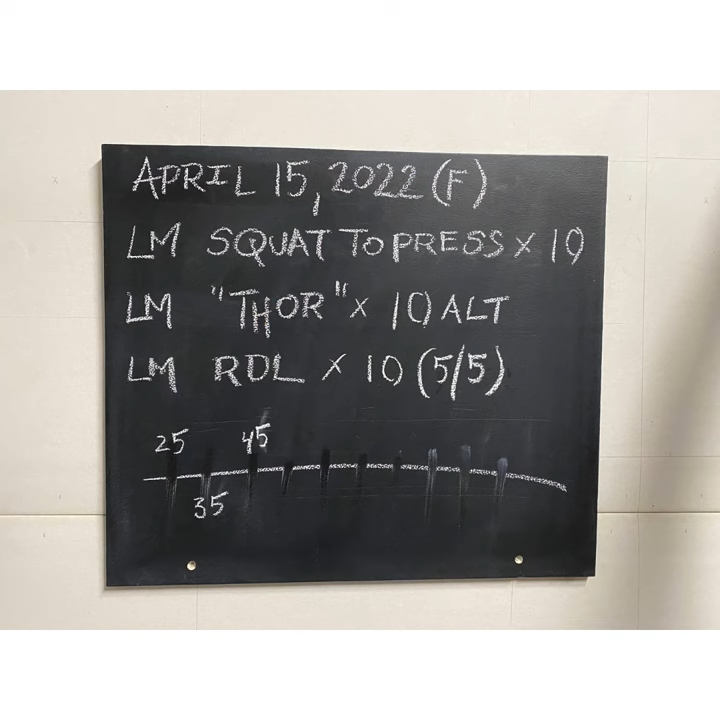 APRIL 15, 2022 (F)
LM SQUAT TO PRESS X 10
LM "THOR" X 10 ALT
LM RDL X 10 (5/5)
25 45
35